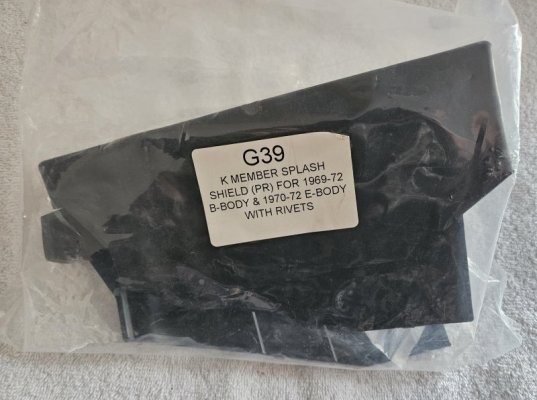 G39
K MEMBER SPLASH
SHIELD (PR) FOR 1969-72
B-BODY & 1970-72 E-BODY
WITH RIVETS